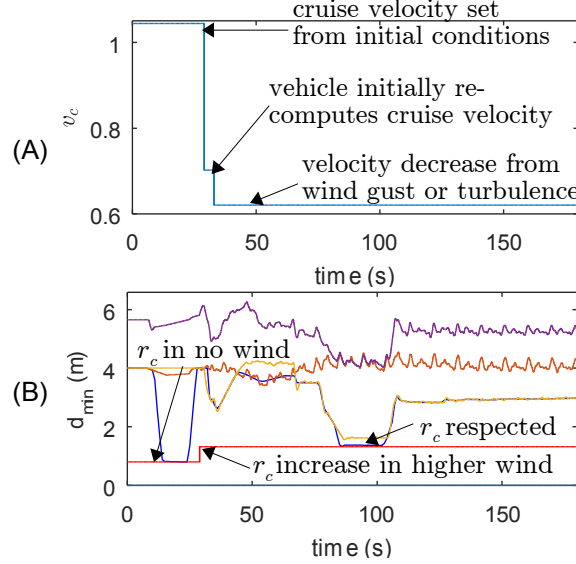 cruise velocity set
from initial conditions
1
vehicle initially re-
computes cruise velocity
v_c
0.8
(A)
velocity decrease from
wind gust or turbulence
0.6
0 50 100 150
time (s)
6
r_c in no wind
4
d_min (m)
(B)
2
r_c respected
r_c increase in higher wind
0
0 50 100 150
time (s)